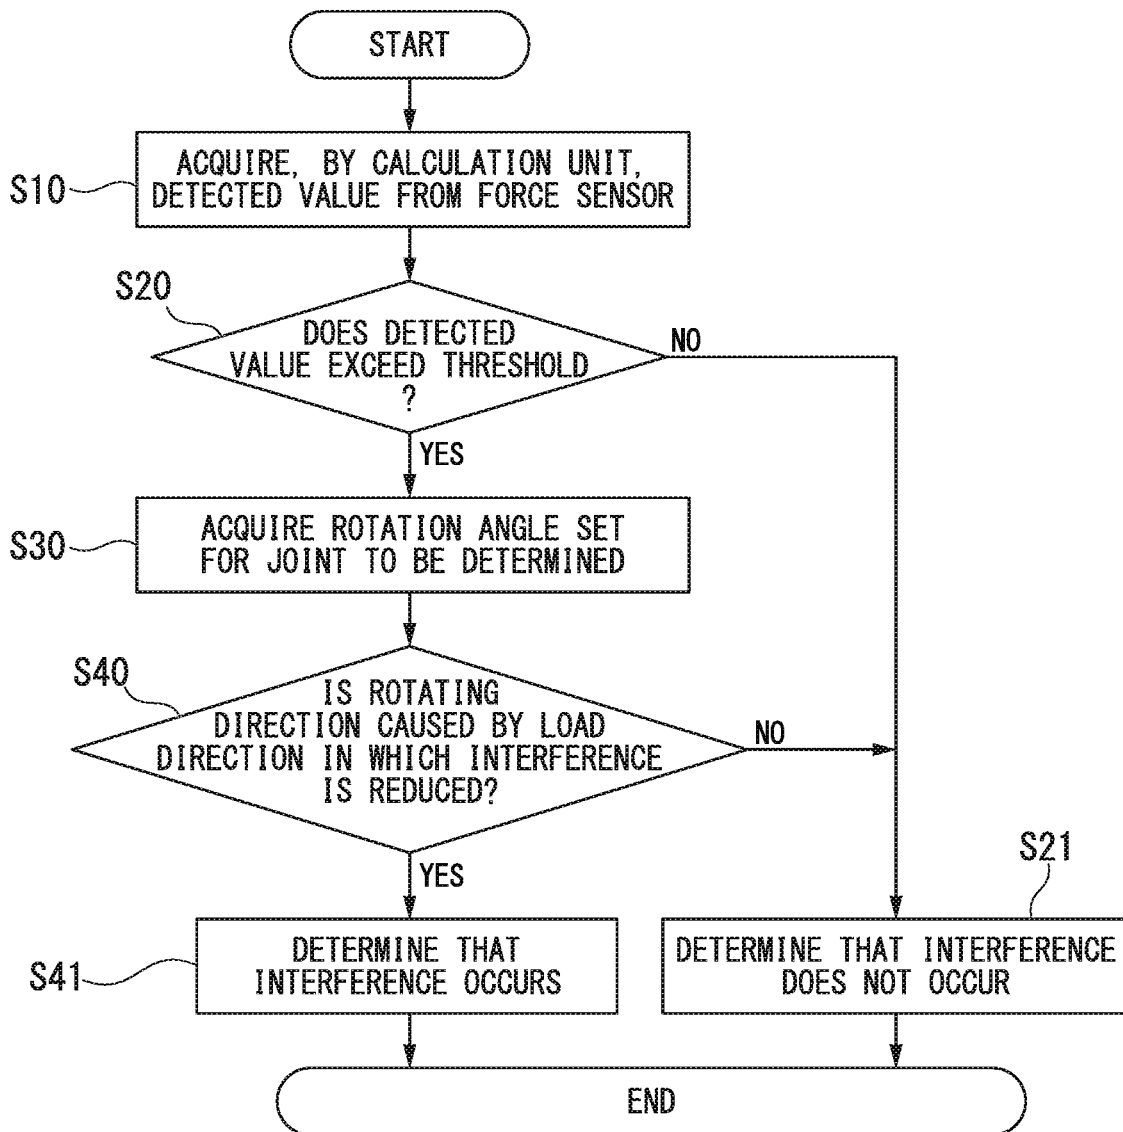 START
S10
ACQUIRE, BY CALCULATION UNIT,
DETECTED VALUE FROM FORCE SENSOR
S20
DOES DETECTED
VALUE EXCEED THRESHOLD
?
NO
YES
S30
ACQUIRE ROTATION ANGLE SET
FOR JOINT TO BE DETERMINED
S40
IS ROTATING
DIRECTION CAUSED BY LOAD
DIRECTION IN WHICH INTERFERENCE
IS REDUCED?
NO
YES
S41
DETERMINE THAT
INTERFERENCE OCCURS
S21
DETERMINE THAT INTERFERENCE
DOES NOT OCCUR
END